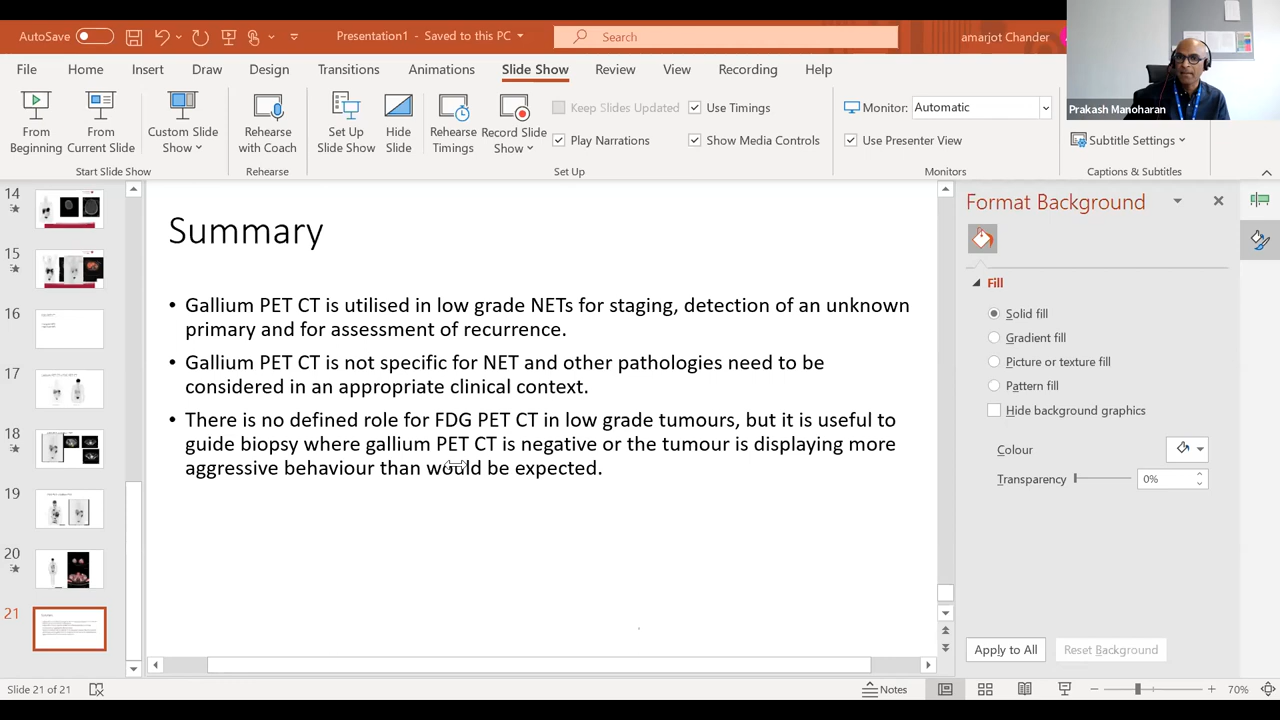 AutoSave
Presentation1 - Saved to this PC
Search
amarjot Chander
File Home Insert Draw Design Transitions Animations Slide Show Review View Recording Help
From Beginning
From Current Slide
Custom Slide Show
Start Slide Show
Rehearse with Coach
Rehearse
Set Up Slide Show
Hide Slide
Rehearse Timings
Record Slide Show
Keep Slides Updated
Use Timings
Play Narrations
Show Media Controls
Set Up
Monitor: Automatic
Use Presenter View
Monitors
Subtitle Settings
Captions & Subtitles
Prakash Manoharan
14
15
16
17
18
19
20
21
Summary
• Gallium PET CT is utilised in low grade NETs for staging, detection of an unknown
primary and for assessment of recurrence.
• Gallium PET CT is not specific for NET and other pathologies need to be
considered in an appropriate clinical context.
• There is no defined role for FDG PET CT in low grade tumours, but it is useful to
guide biopsy where gallium PET CT is negative or the tumour is displaying more
aggressive behaviour than would be expected.
Format Background
Fill
Solid fill
Gradient fill
Picture or texture fill
Pattern fill
Hide background graphics
Colour
Transparency 0%
Apply to All Reset Background
Slide 21 of 21
Notes
70%